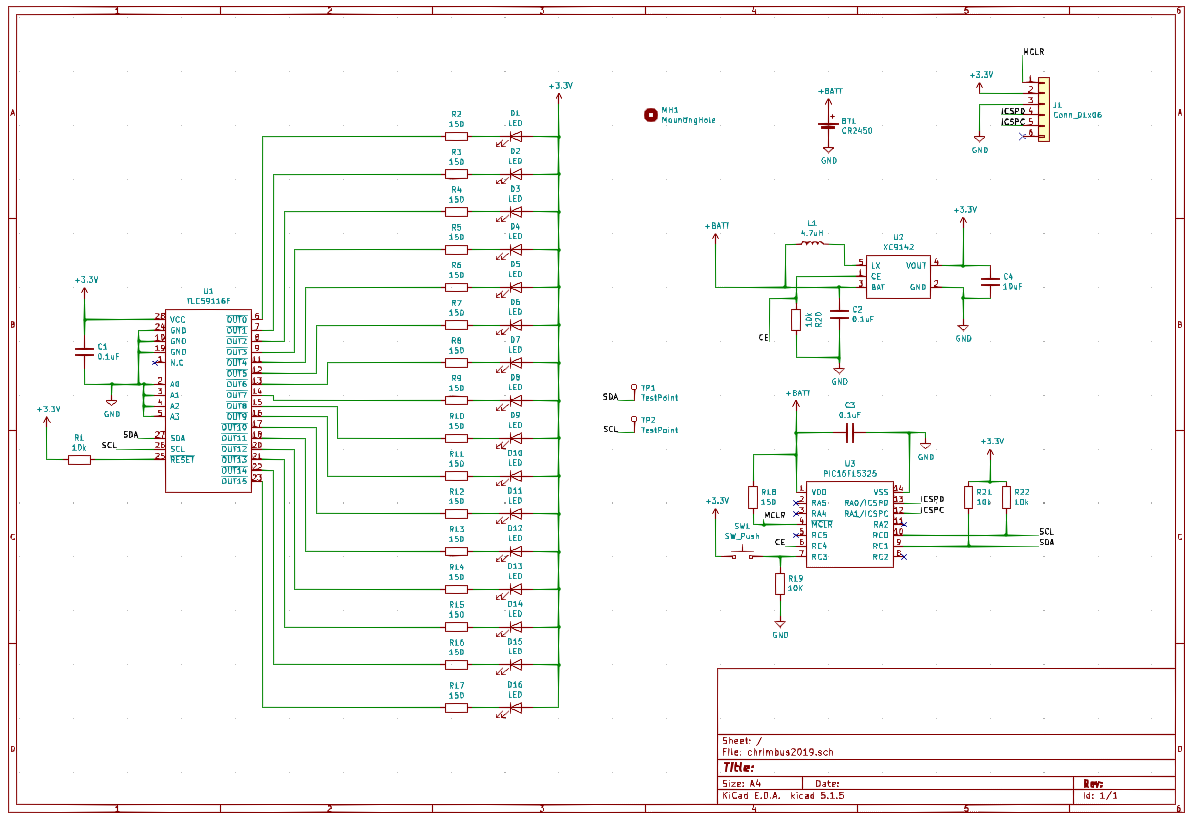 1 2 3 4 5 6
A
B
C
D
+3.3V
C1
0.1uF
GND
+3.3V
R1
10k
SDA
SCL
U1
TLC59116F
28 VCC
24 GND
19 GND
GND
N.C
2 A0
3 A1
4 A2
5 A3
27 SDA
26 SCL
25 RESET
OUT0 6
OUT1 7
OUT2 8
OUT3 9
OUT4 11
OUT5 12
OUT6 13
OUT7 14
OUT8 15
OUT9 16
OUT10 17
OUT11 18
OUT12 20
OUT13 21
OUT14 22
OUT15 23
+3.3V
R2 D1
150 LED
R3 D2
150 LED
R4 D3
150 LED
R5 D4
150 LED
R6 D5
150 LED
R7 D6
150 LED
R8 D7
150 LED
R9 D8
150 LED
R10 D9
150 LED
R11 D10
150 LED
R12 D11
150 LED
R13 D12
150 LED
R14 D13
150 LED
R15 D14
150 LED
R16 D15
150 LED
R17 D16
150 LED
MH1
MountingHole
SDA TP1
TestPoint
SCL TP2
TestPoint
+BATT
+
BT1
CR2450
GND
MCLR
+3.3V
1
2
3
ICSPD 4
ICSPC 5
6
GND
J1
Conn_01x06
+BATT
L1
4.7uH
U2
XC9142
5 LX
1 CE
3 BAT
VOUT 4
GND 2
+3.3V
C4
10uF
GND
CE
10k
R20
C2
0.1uF
GND
+BATT
C3
0.1uF
GND
U3
PIC16FL5325
1 VDD
2 RA5
3 RA4
4 MCLR
5 RC5
6 RC4
7 RC3
VSS 14
RA0/ICSPD 13 ICSPD
RA1/ICSPC 12 ICSPC
RA2 11
RC0 10
RC1 9
RC2 8
R18
150
MCLR
CE
+3.3V
SW1
SW_Push
R19
10K
GND
+3.3V
R21
10k
R22
10k
SCL
SDA
Sheet: /
File: chrimbus2019.sch
Title:
Size: A4 Date: Rev:
KiCad E.D.A. kicad 5.1.5 Id: 1/1